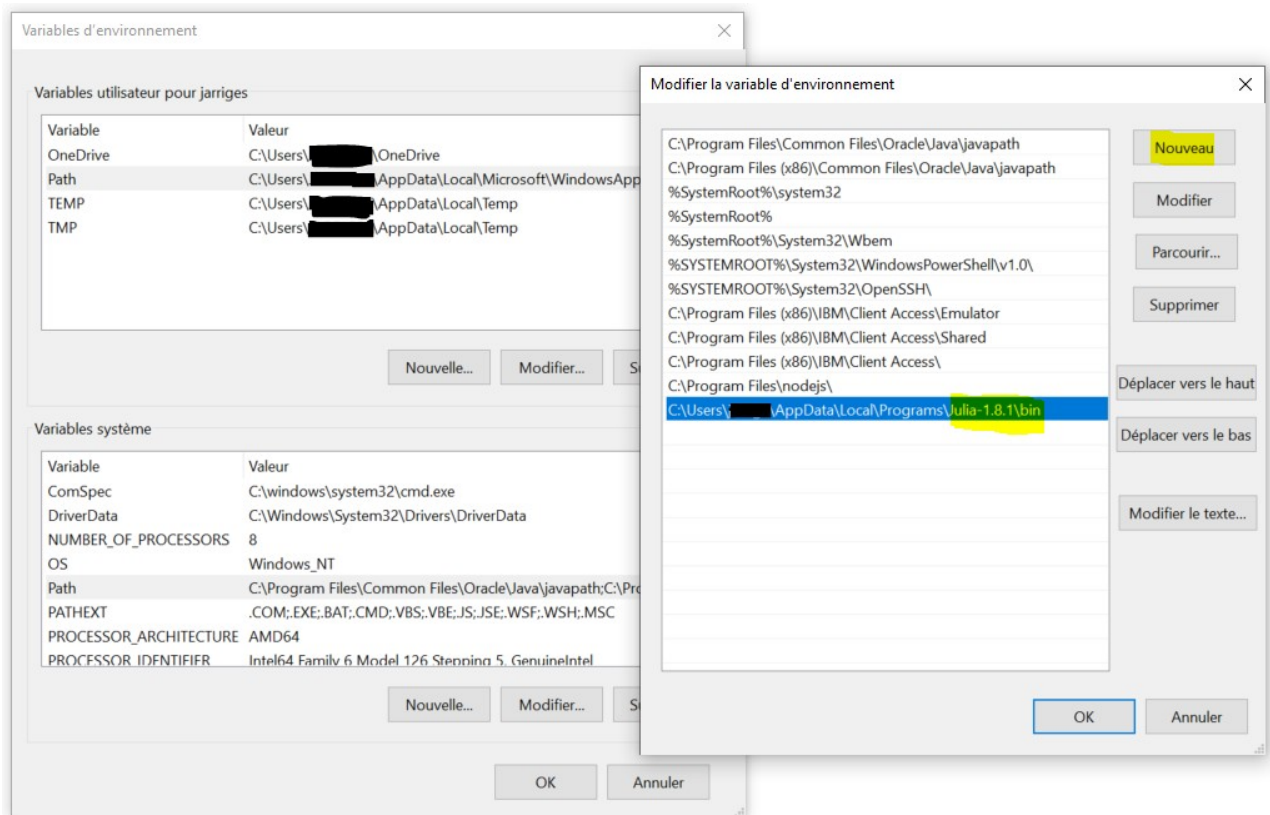 Variables d'environnement
Variables utilisateur pour jarriges
Variable Valeur
OneDrive C:\Users\ \OneDrive
Path C:\Users\ \AppData\Local\Microsoft\WindowsApp
TEMP C:\Users\ \AppData\Local\Temp
TMP C:\Users\ \AppData\Local\Temp
Nouvelle... Modifier...
Variables système
Variable Valeur
ComSpec C:\windows\system32\cmd.exe
DriverData C:\Windows\System32\Drivers\DriverData
NUMBER_OF_PROCESSORS 8
OS Windows_NT
Path C:\Program Files\Common Files\Oracle\Java\javapath;C:\Pro
PATHEXT .COM;.EXE;.BAT;.CMD;.VBS;.VBE;.JS;.JSE;.WSF;.WSH;.MSC
PROCESSOR_ARCHITECTURE AMD64
PROCESSOR_IDENTIFIER Intel64 Family 6 Model 126 Stepping 5, GenuineIntel
Nouvelle... Modifier...
OK Annuler
Modifier la variable d'environnement
C:\Program Files\Common Files\Oracle\Java\javapath
C:\Program Files (x86)\Common Files\Oracle\Java\javapath
%SystemRoot%\system32
%SystemRoot%
%SystemRoot%\System32\Wbem
%SYSTEMROOT%\System32\WindowsPowerShell\v1.0\
%SYSTEMROOT%\System32\OpenSSH\
C:\Program Files (x86)\IBM\Client Access\Emulator
C:\Program Files (x86)\IBM\Client Access\Shared
C:\Program Files (x86)\IBM\Client Access\
C:\Program Files\nodejs\
C:\Users\ \AppData\Local\Programs\Julia-1.8.1\bin
Nouveau
Modifier
Parcourir...
Supprimer
Déplacer vers le haut
Déplacer vers le bas
Modifier le texte...
OK Annuler